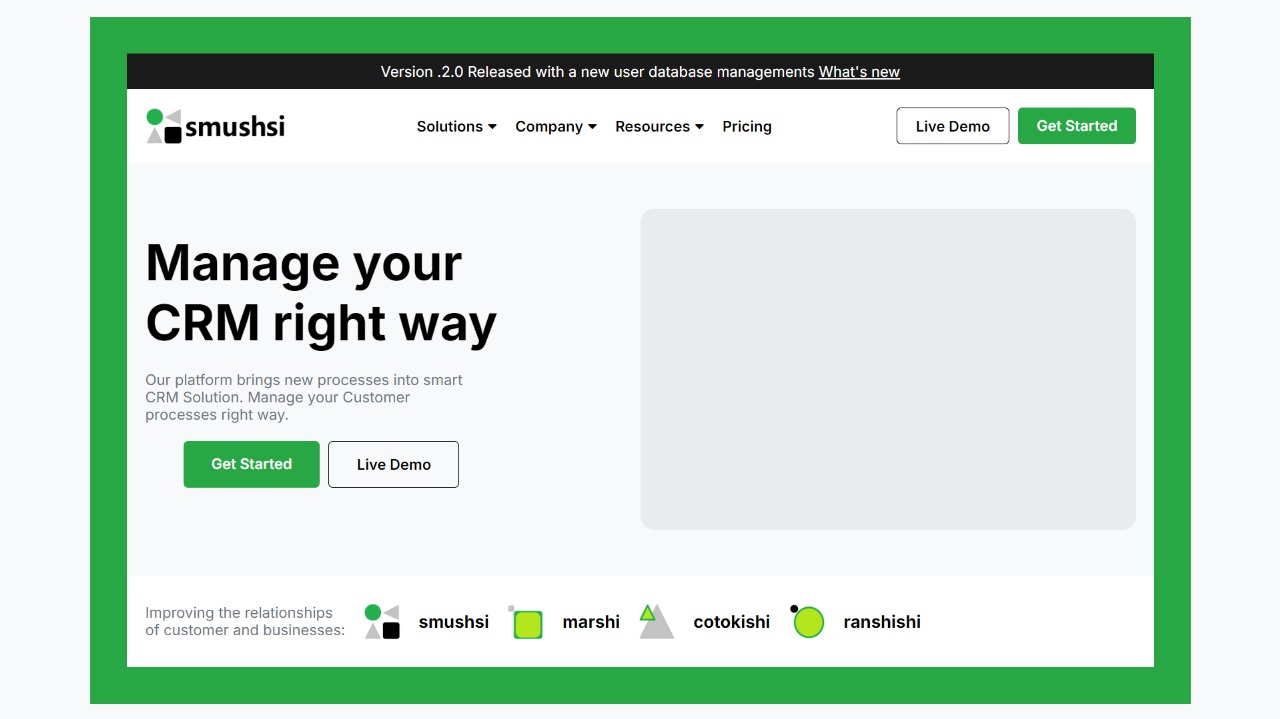 Version .2.0 Released with a new user database managements What's new
smushsi
Solutions Company Resources Pricing
Live Demo
Get Started
Manage your
CRM right way
Our platform brings new processes into smart
CRM Solution. Manage your Customer
processes right way.
Get Started
Live Demo
Improving the relationships
of customer and businesses:
smushsi
marshi
cotokishi
ranshishi